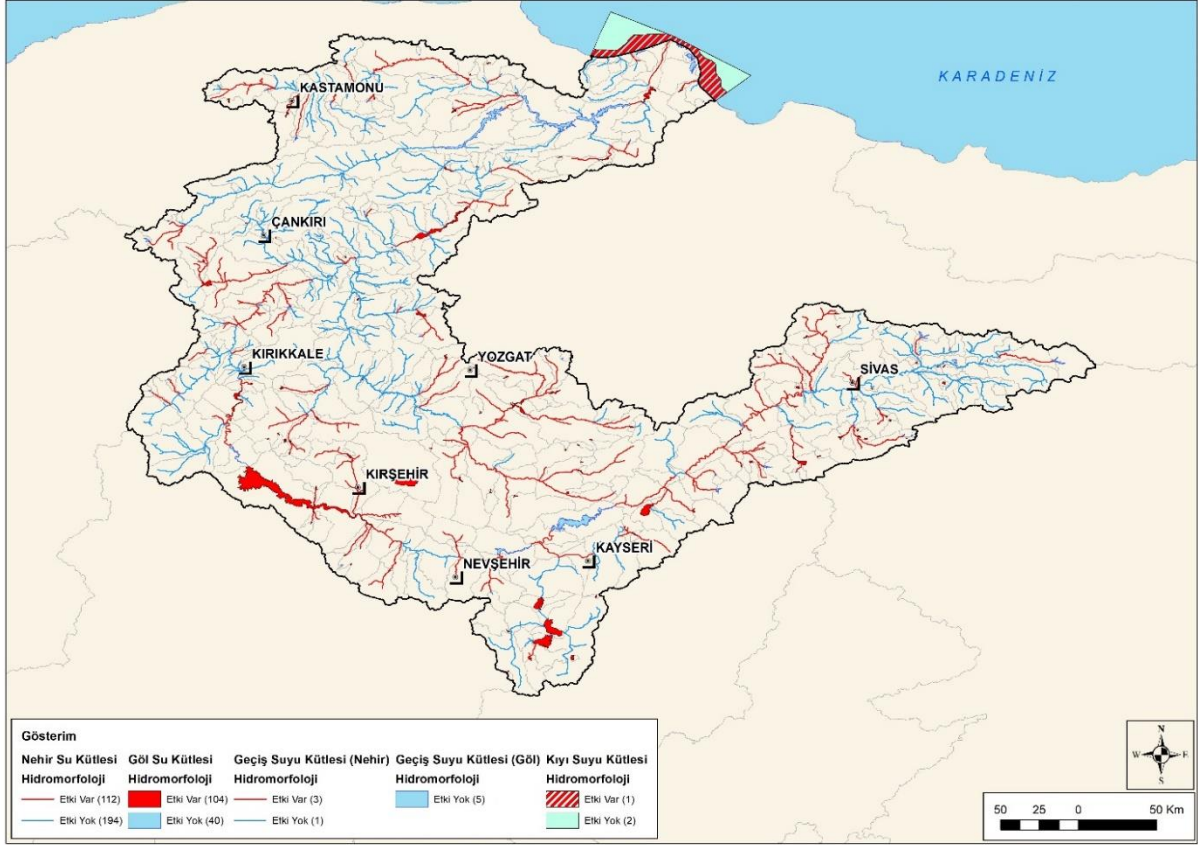 KARADENİZ
KASTAMONU
ÇANKIRI
KIRIKKALE
YOZGAT
SİVAS
KIRŞEHİR
KAYSERİ
NEVŞEHİR
Gösterim
Nehir Su Kütlesi Göl Su Kütlesi Geçiş Suyu Kütlesi (Nehir) Geçiş Suyu Kütlesi (Göl) Kıyı Suyu Kütlesi
Hidromorfoloji Hidromorfoloji Hidromorfoloji Hidromorfoloji Hidromorfoloji
Etki Var (112) Etki Var (104) Etki Var (3) Etki Yok (5) Etki Var (1)
Etki Yok (194) Etki Yok (40) Etki Yok (1) Etki Yok (2)
N
W E
S
50 25 0 50 Km